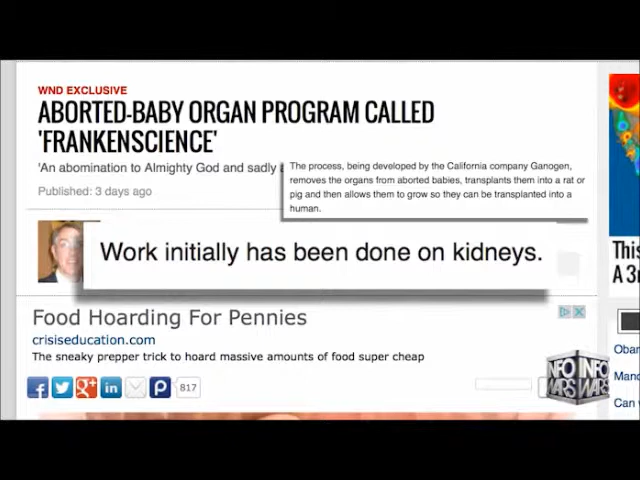 WND EXCLUSIVE
ABORTED-BABY ORGAN PROGRAM CALLED
'FRANKENSCIENCE'
'An abomination to Almighty God and sadly
The process, being developed by the California company Ganogen,
removes the organs from aborted babies, transplants them into a rat or
pig and then allows them to grow so they can be transplanted into a
human.
Published: 3 days ago
Work initially has been done on kidneys.
This
A 3
Food Hoarding For Pennies
crisiseducation.com
The sneaky prepper trick to hoard massive amounts of food super cheap
817
INFO WARS
INFO WARS
Obar
Mand
Can